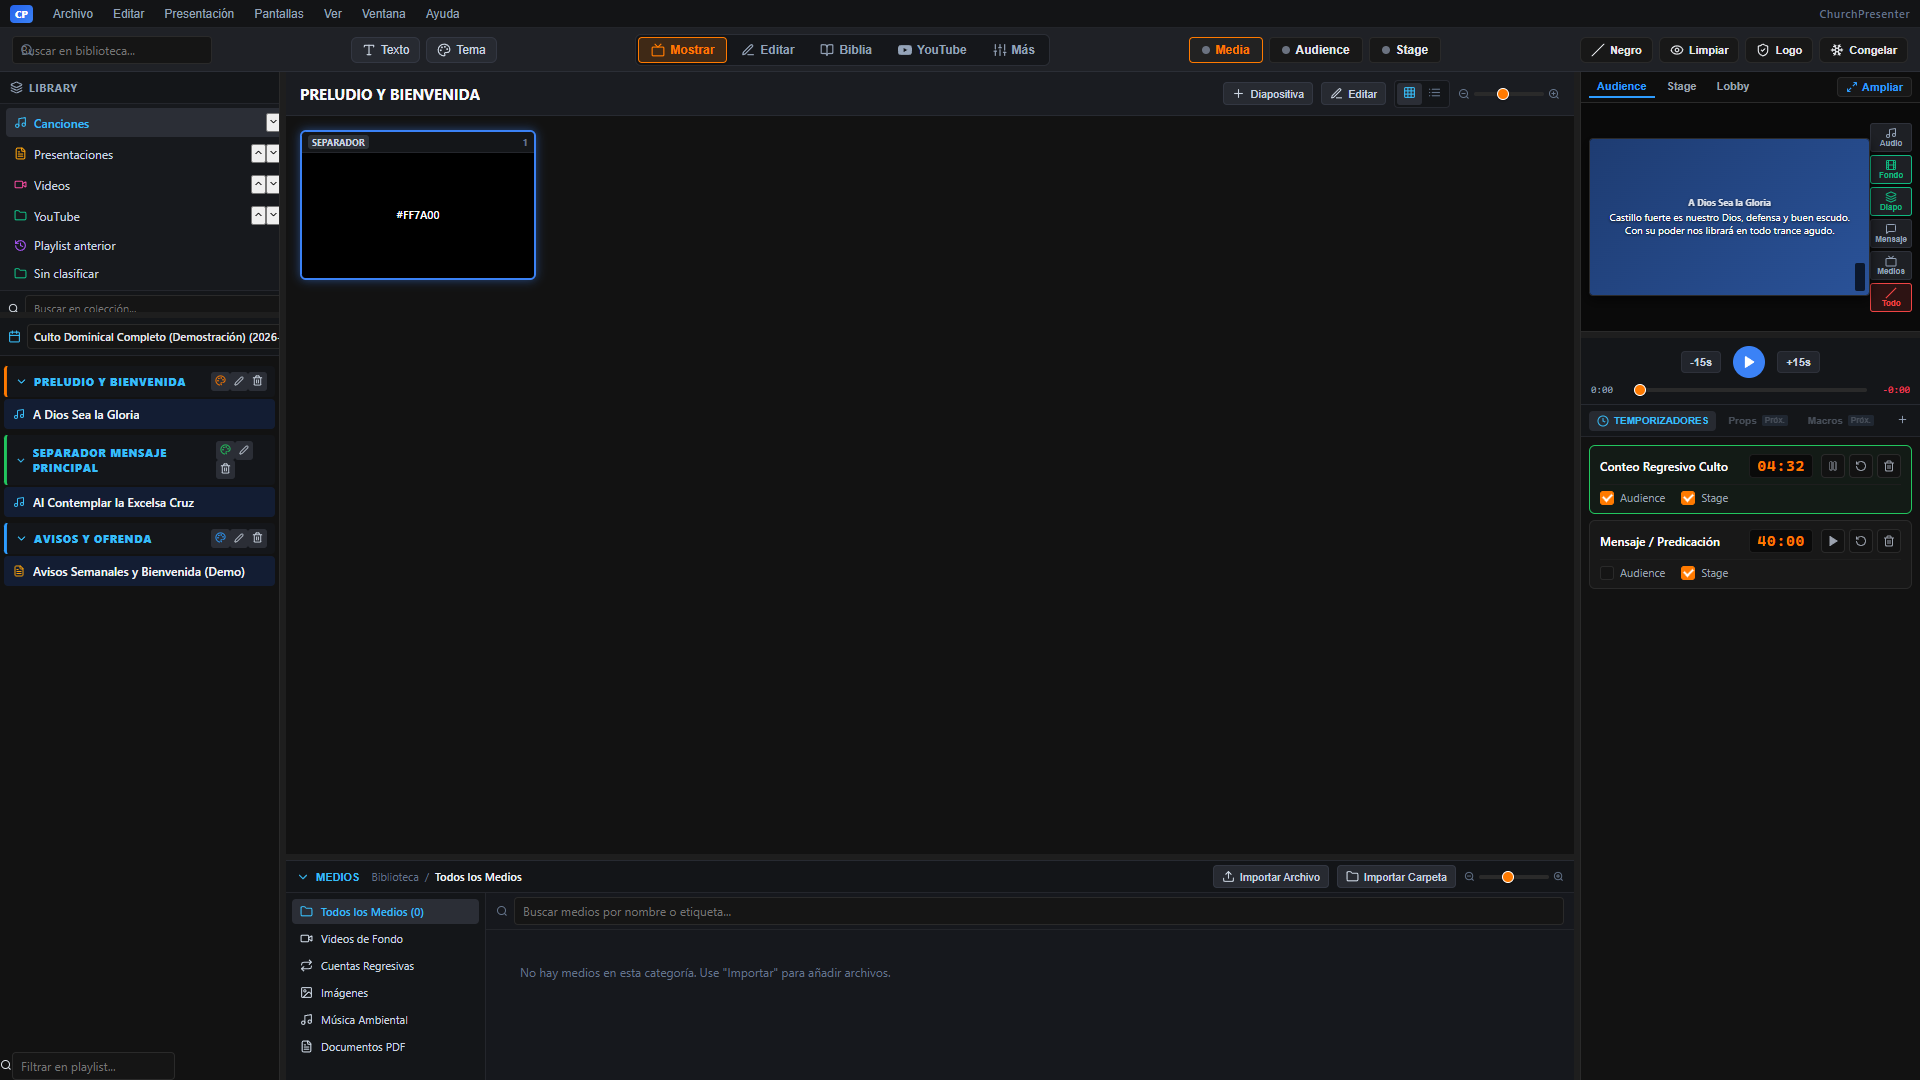 CP Archivo Editar Presentación Pantallas Ver Ventana Ayuda ChurchPresenter
Buscar en biblioteca... Texto Tema Mostrar Editar Biblia YouTube Más Media Audience Stage Negro Limpiar Logo Congelar
LIBRARY
Canciones
Presentaciones
Videos
YouTube
Playlist anterior
Sin clasificar
Buscar en colección...
Culto Dominical Completo (Demostración) (2026-
PRELUDIO Y BIENVENIDA
A Dios Sea la Gloria
SEPARADOR MENSAJE
PRINCIPAL
Al Contemplar la Excelsa Cruz
AVISOS Y OFRENDA
Avisos Semanales y Bienvenida (Demo)
Filtrar en playlist...
PRELUDIO Y BIENVENIDA Diapositiva Editar
SEPARADOR 1
#FF7A00
MEDIOS Biblioteca / Todos los Medios Importar Archivo Importar Carpeta
Todos los Medios (0)
Videos de Fondo
Cuentas Regresivas
Imágenes
Música Ambiental
Documentos PDF
Buscar medios por nombre o etiqueta...
No hay medios en esta categoría. Use "Importar" para añadir archivos.
Audience Stage Lobby Ampliar
A Dios Sea la Gloria
Castillo fuerte es nuestro Dios, defensa y buen escudo.
Con su poder nos librará en todo trance agudo.
Audio
Fondo
Diapo
Mensaje
Medios
Todo
-15s +15s
0:00 -0:00
TEMPORIZADORES Props Próx. Macros Próx. +
Conteo Regresivo Culto 04:32
Audience Stage
Mensaje / Predicación 40:00
Audience Stage